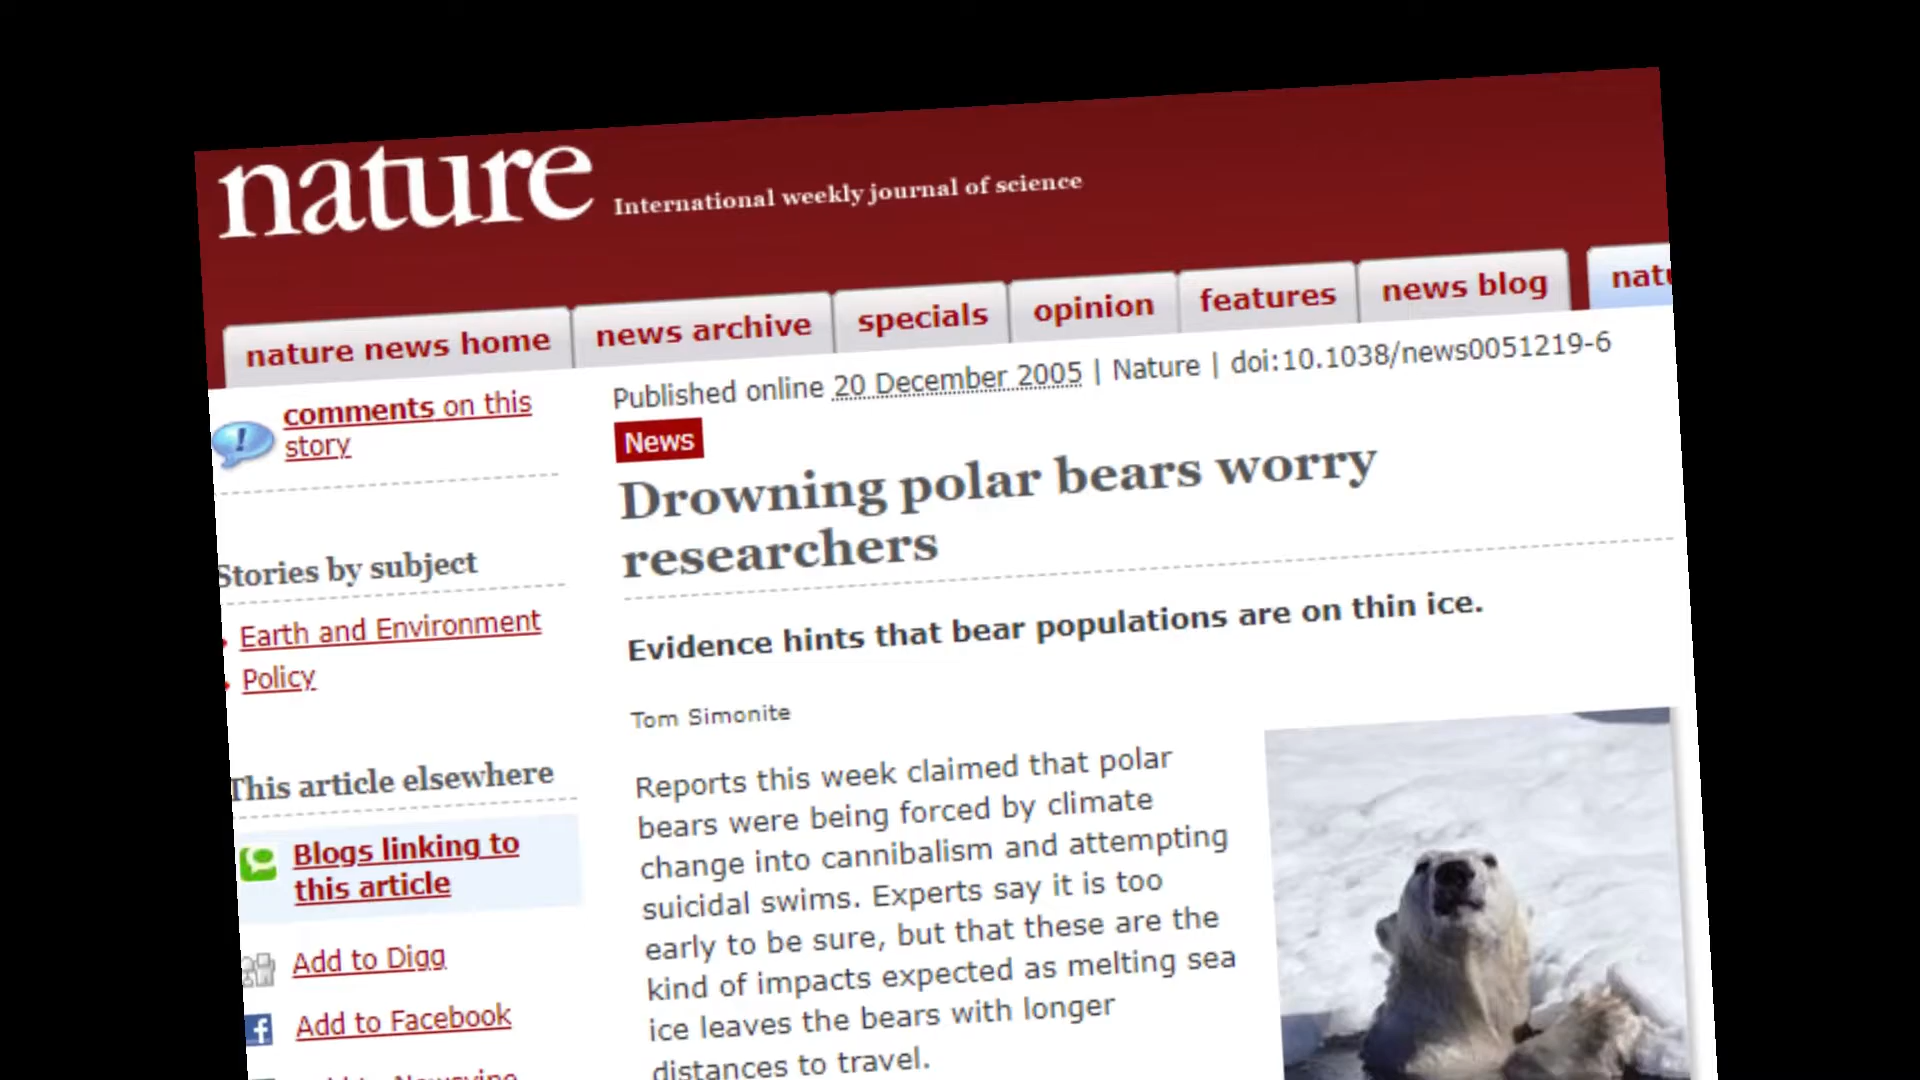 nature International weekly journal of science
nature news home news archive specials opinion features news blog
comments on this
story
Stories by subject
Earth and Environment
Policy
This article elsewhere
Blogs linking to
this article
Add to Digg
Add to Facebook
Published online 20 December 2005 | Nature | doi:10.1038/news0051219-6
News
Drowning polar bears worry
researchers
Evidence hints that bear populations are on thin ice.
Tom Simonite
Reports this week claimed that polar
bears were being forced by climate
change into cannibalism and attempting
suicidal swims. Experts say it is too
early to be sure, but that these are the
kind of impacts expected as melting sea
ice leaves the bears with longer
distances to travel.